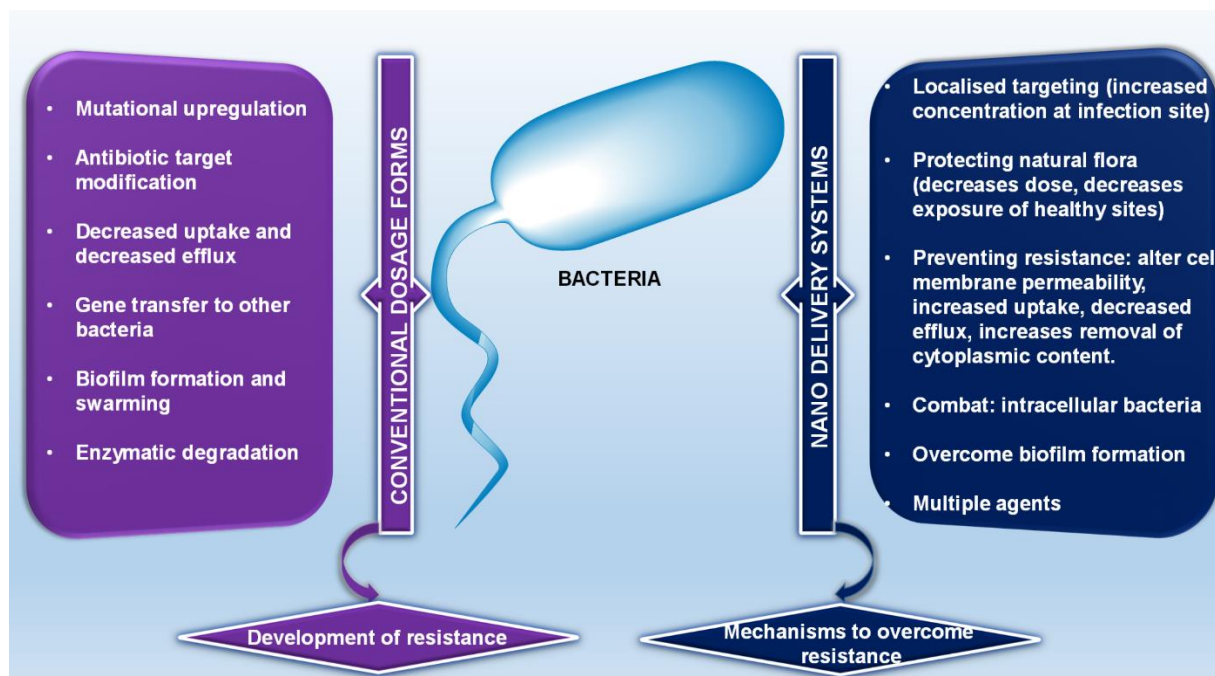 • Mutational upregulation
• Antibiotic target
modification
• Decreased uptake and
decreased efflux
• Gene transfer to other
bacteria
• Biofilm formation and
swarming
• Enzymatic degradation
CONVENTIONAL DOSAGE FORMS
BACTERIA
NANO DELIVERY SYSTEMS
• Localised targeting (increased
concentration at infection site)
• Protecting natural flora
(decreases dose, decreases
exposure of healthy sites)
• Preventing resistance: alter cell
membrane permeability,
increased uptake, decreased
efflux, increases removal of
cytoplasmic content.
• Combat: intracellular bacteria
• Overcome biofilm formation
• Multiple agents
Development of resistance
Mechanisms to overcome
resistance